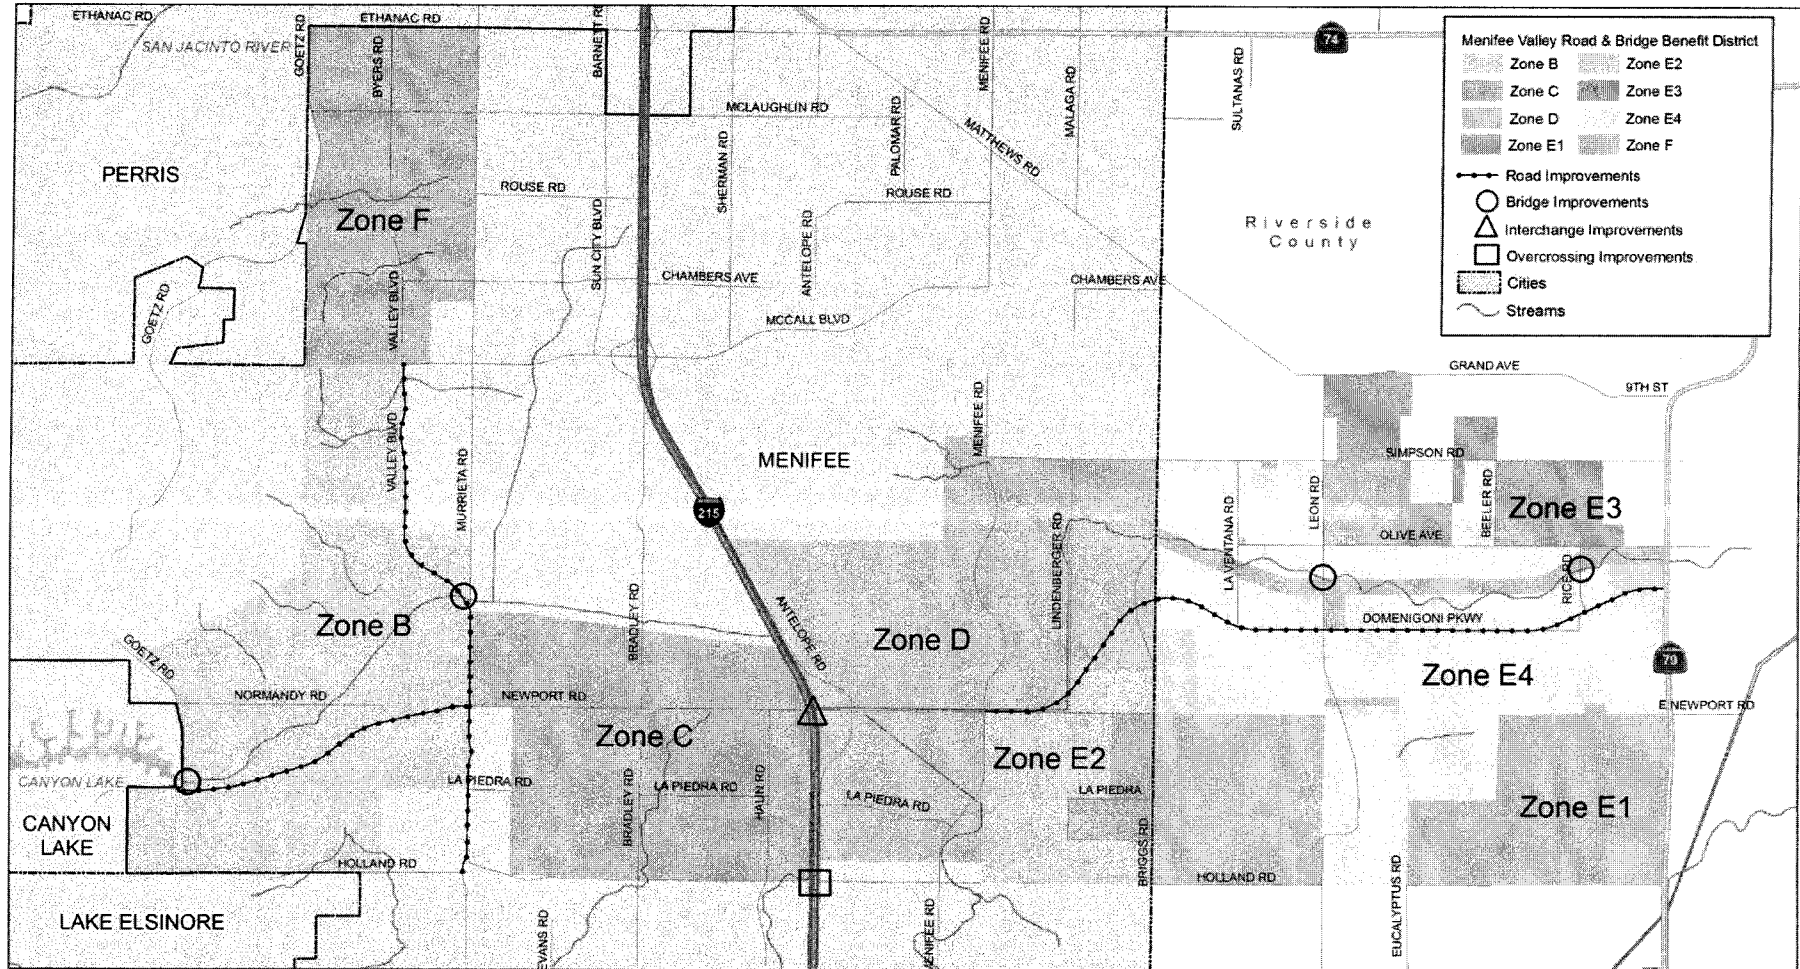 ETHANAC RD
ETHANAC RD
SAN JACINTO RIVER
GOETZ RD
BYERS RD
BARNETT RD
MENIFEE RD
MALAGA RD
SULTANAS RD
74
MCLAUGHLIN RD
PALOMAR RD
MATTHEWS RD
SHERMAN RD
PERRIS
ROUSE RD
ROUSE RD
Zone F
SUN CITY BLVD
ANTELOPE RD
Riverside
County
Menifee Valley Road & Bridge Benefit District
Zone B
Zone E2
Zone C
Zone E3
Zone D
Zone E4
Zone E1
Zone F
Road Improvements
Bridge Improvements
Interchange Improvements
Overcrossing Improvements
Cities
Streams
CHAMBERS AVE
CHAMBERS AVE
GOETZ RD
VALLEY BLVD
MCCALL BLVD
GRAND AVE
9TH ST
MENIFEE RD
VALLEY BLVD
MURRIETA RD
MENIFEE
SIMPSON RD
215
LA VENTANA RD
LEON RD
BEELER RD
Zone E3
OLIVE AVE
LINDENBERGER RD
RICE RD
BRADLEY RD
ANTELOPE RD
Zone B
Zone D
DOMENIGONI PKWY
GOETZ RD
Zone E4
79
NORMANDY RD
NEWPORT RD
E NEWPORT RD
Zone C
Zone E2
CANYON LAKE
LA PIEDRA RD
BRADLEY RD
LA PIEDRA RD
HAUN RD
LA PIEDRA RD
LA PIEDRA
Zone E1
CANYON
LAKE
BRIGGS RD
HOLLAND RD
HOLLAND RD
EUCALYPTUS RD
LAKE ELSINORE
EVANS RD
MENIFEE RD